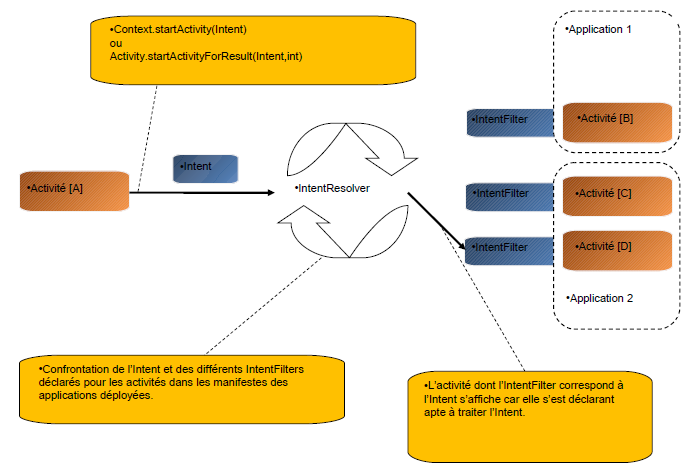 •Context.startActivity(Intent)
ou
Activity.startActivityForResult(Intent,int)
•Application 1
•IntentFilter
•Activité [B]
•Intent
•Activité [A]
•IntentResolver
•IntentFilter
•Activité [C]
•IntentFilter
•Activité [D]
•Application 2
•Confrontation de l’Intent et des différents IntentFilters
déclarés pour les activités dans les manifestes des
applications déployées.
•L’activité dont l’IntentFilter correspond à
l’Intent s’affiche car elle s’est déclarant
apte à traiter l’Intent.